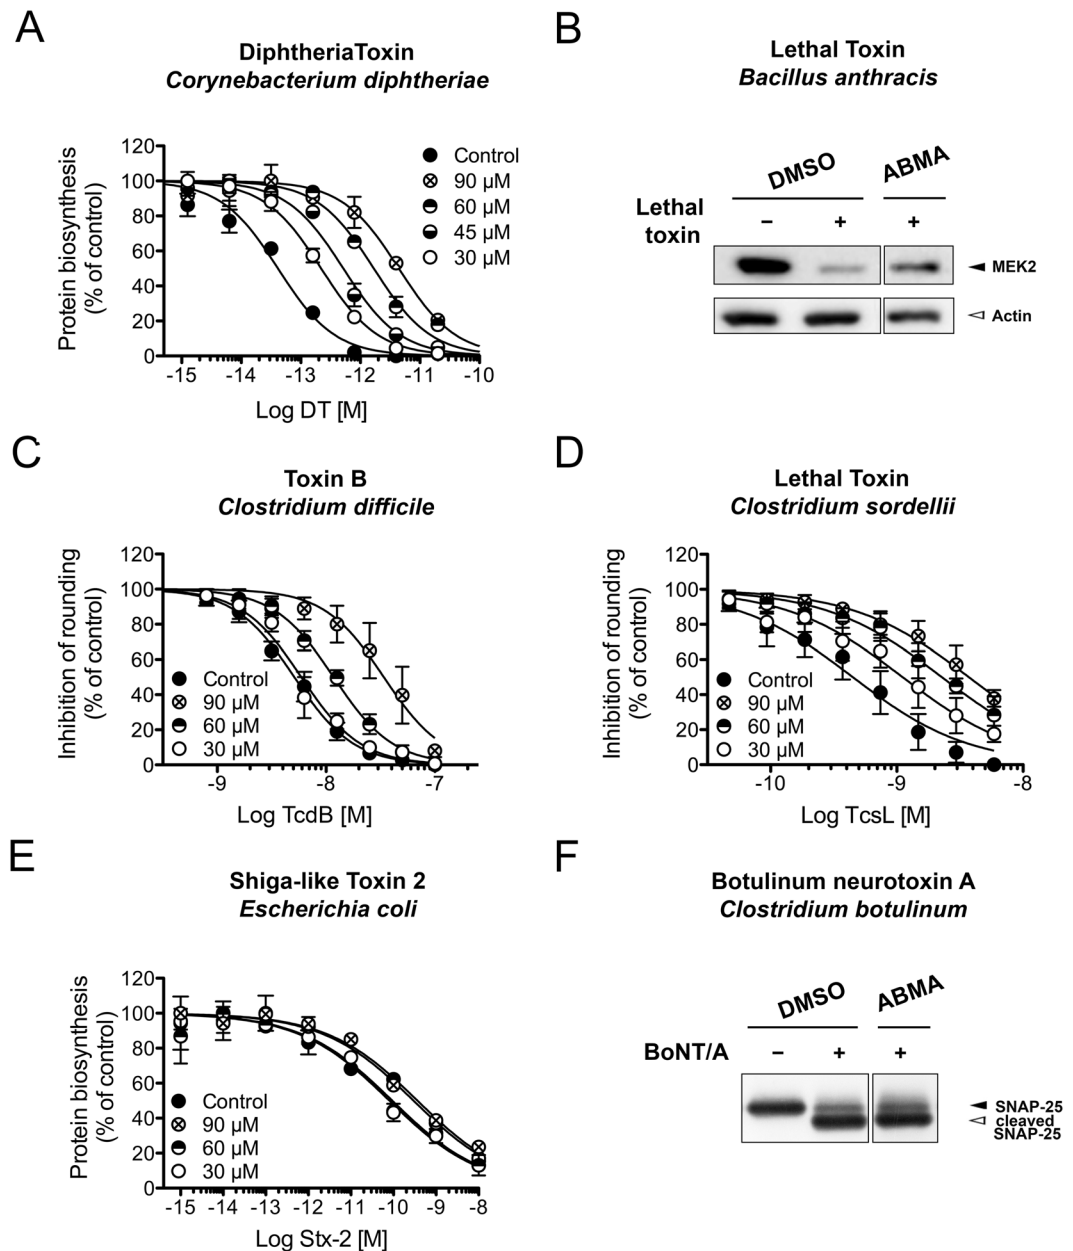 A
DiphtheriaToxin
Corynebacterium diphtheriae
Protein biosynthesis
(% of control)
120
100
80
60
40
20
0
-15
-14
-13
-12
-11
-10
Log DT [M]
Control
90 µM
60 µM
45 µM
30 µM
B
Lethal Toxin
Bacillus anthracis
DMSO
ABMA
Lethal
toxin
– + +
MEK2
Actin
C
Toxin B
Clostridium difficile
Inhibition of rounding
(% of control)
120
100
80
60
40
20
0
Control
90 µM
60 µM
30 µM
-9
-8
-7
Log TcdB [M]
D
Lethal Toxin
Clostridium sordellii
Inhibition of rounding
(% of control)
120
100
80
60
40
20
0
Control
90 µM
60 µM
30 µM
-10
-9
-8
Log TcsL [M]
E
Shiga-like Toxin 2
Escherichia coli
Protein biosynthesis
(% of control)
120
100
80
60
40
20
0
Control
90 µM
60 µM
30 µM
-15
-14
-13
-12
-11
-10
-9
-8
Log Stx-2 [M]
F
Botulinum neurotoxin A
Clostridium botulinum
DMSO
ABMA
BoNT/A – + +
SNAP-25
cleaved
SNAP-25